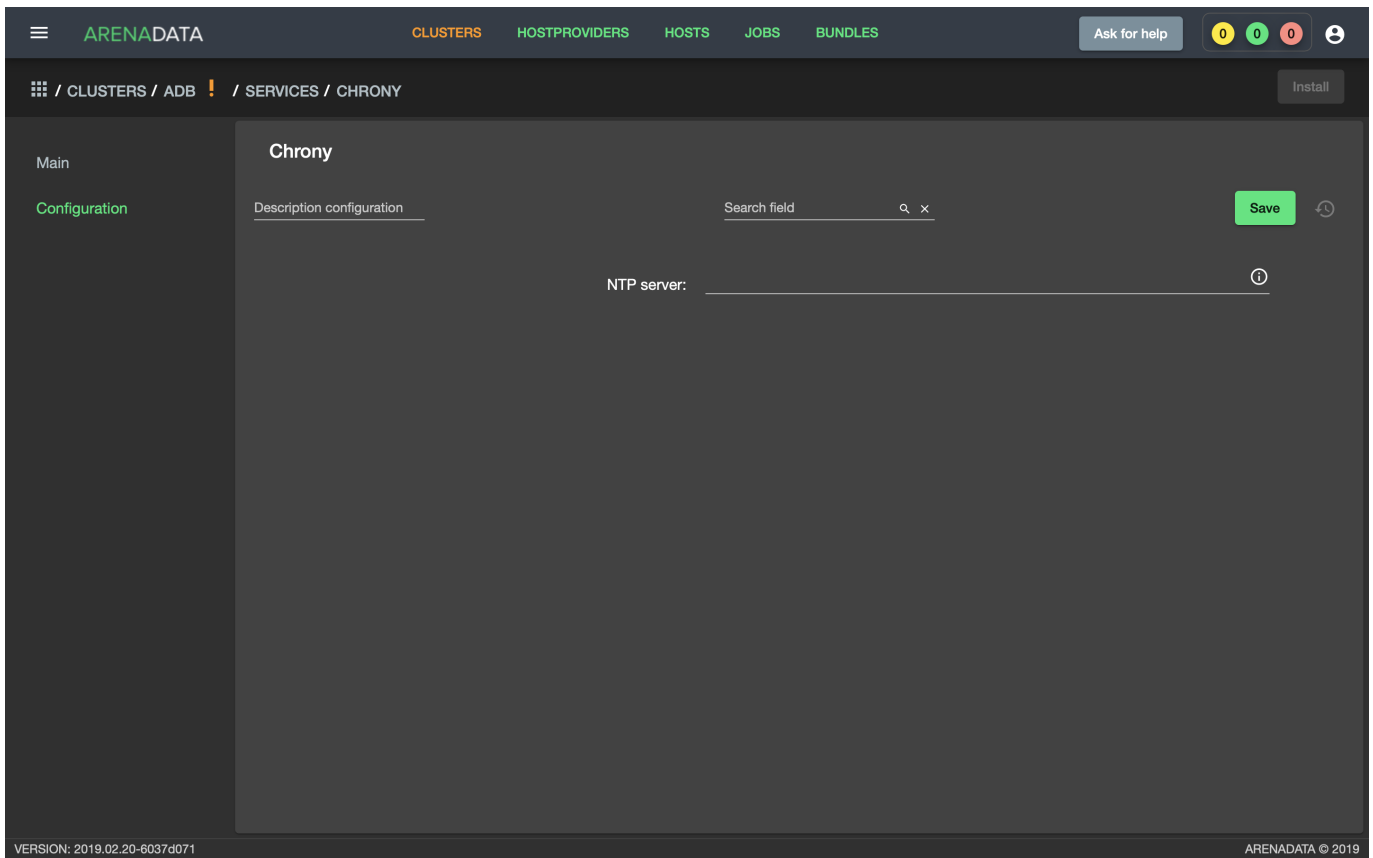 ARENADATA CLUSTERS HOSTPROVIDERS HOSTS JOBS BUNDLES Ask for help 0 0 0
/ CLUSTERS / ADB ! / SERVICES / CHRONY Install
Main
Chrony
Configuration
Description configuration Search field Save
NTP server:
VERSION: 2019.02.20-6037d071 ARENADATA © 2019